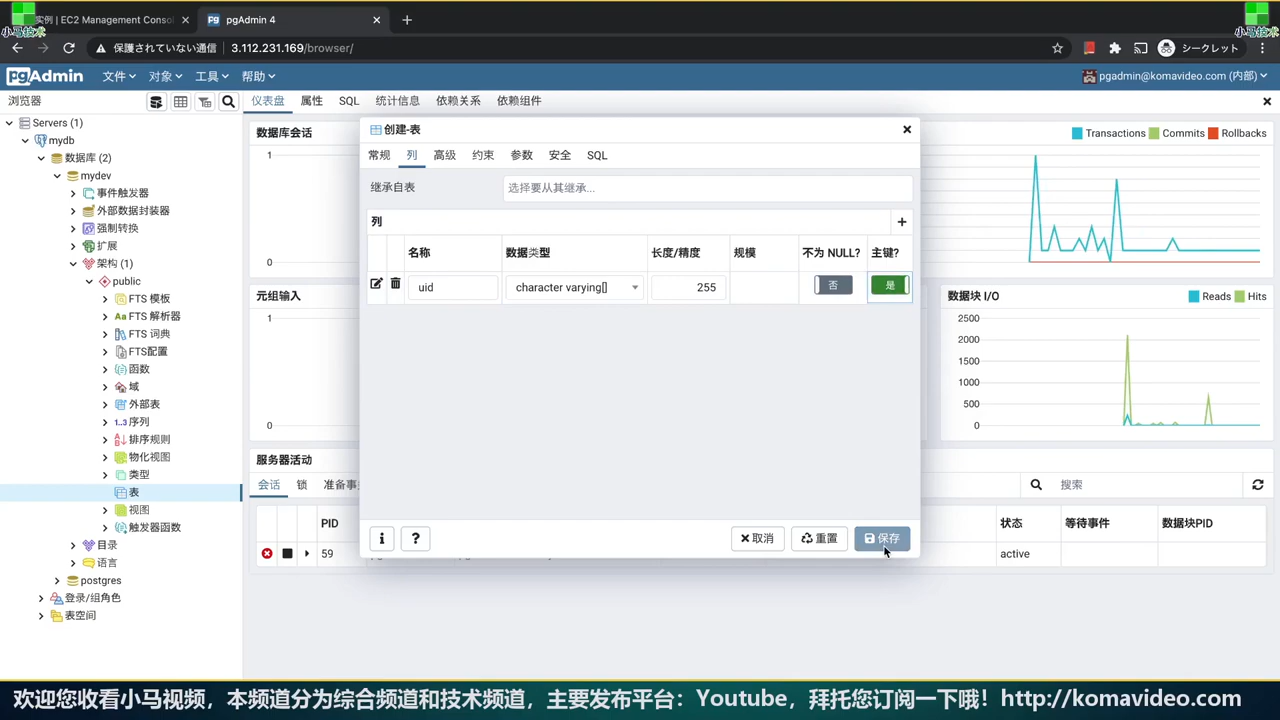 实例 | EC2 Management Consol
pgAdmin 4
小马技术
小马技术
保護されていない通信
3.112.231.169/browser/
シークレット
pgAdmin
文件
对象
工具
帮助
pgadmin@komavideo.com (内部)
浏览器
仪表盘
属性
SQL
统计信息
依赖关系
依赖组件
Servers (1)
mydb
数据库 (2)
mydev
事件触发器
外部数据封装器
强制转换
扩展
架构 (1)
public
FTS 模板
FTS 解析器
FTS 词典
FTS配置
函数
域
外部表
序列
排序规则
物化视图
类型
表
视图
触发器函数
目录
语言
postgres
登录/组角色
表空间
数据库会话
1
0
Transactions
Commits
Rollbacks
元组输入
1
0
数据块 I/O
Reads
Hits
2500
2000
1500
1000
500
0
服务器活动
会话
锁
搜索
PID
状态
等待事件
数据块PID
59
active
创建-表
常规
列
高级
约束
参数
安全
SQL
继承自表
选择要从其继承...
列
名称
数据类型
长度/精度
规模
不为 NULL?
主键?
uid
character varying[]
255
否
是
i
?
取消
重置
保存
欢迎您收看小马视频，本频道分为综合频道和技术频道，主要发布平台：Youtube，拜托您订阅一下哦！http://komavideo.com